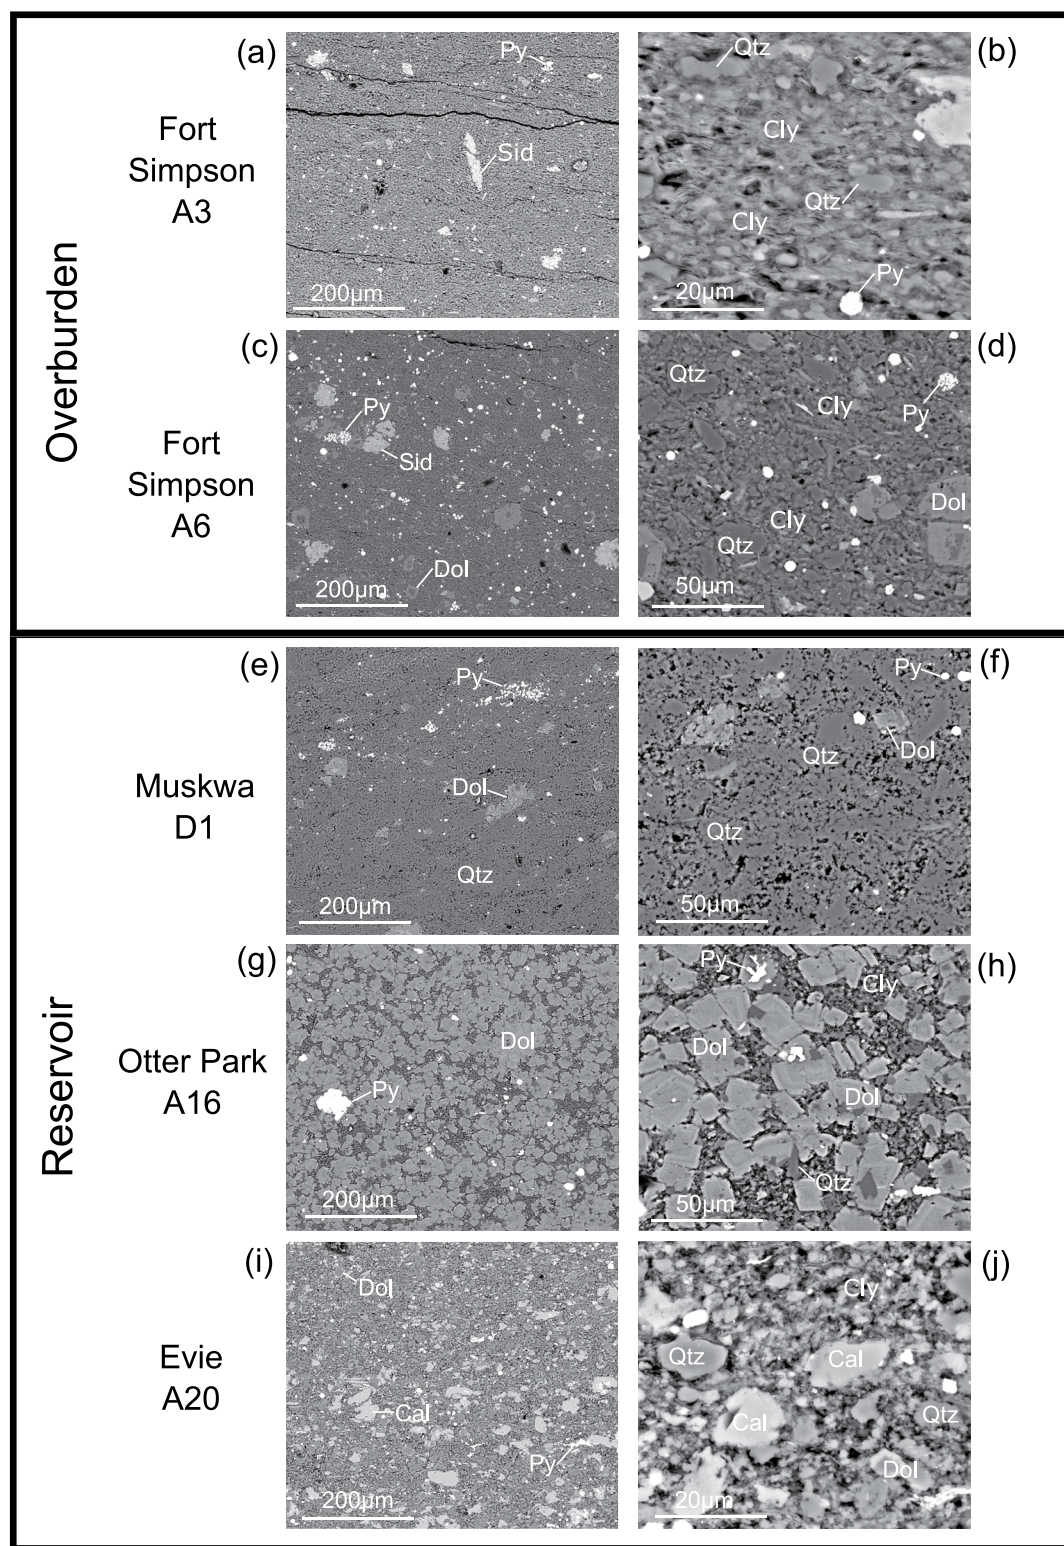 Overburden
Fort
Simpson
A3
(a)
Py
Sid
200µm
(b)
Qtz
Cly
Qtz
Cly
Py
20µm
Fort
Simpson
A6
(c)
Py
Sid
Dol
200µm
(d)
Qtz
Cly
Py
Dol
Cly
Qtz
50µm
Reservoir
Muskwa
D1
(e)
Py
Dol
Qtz
200µm
(f)
Py
Qtz
Dol
Qtz
50µm
Otter Park
A16
(g)
Dol
Py
200µm
(h)
Py
Cly
Dol
Dol
Qtz
50µm
Evie
A20
(i)
Dol
Cal
Py
200µm
(j)
Cly
Qtz
Cal
Cal
Qtz
Dol
20µm